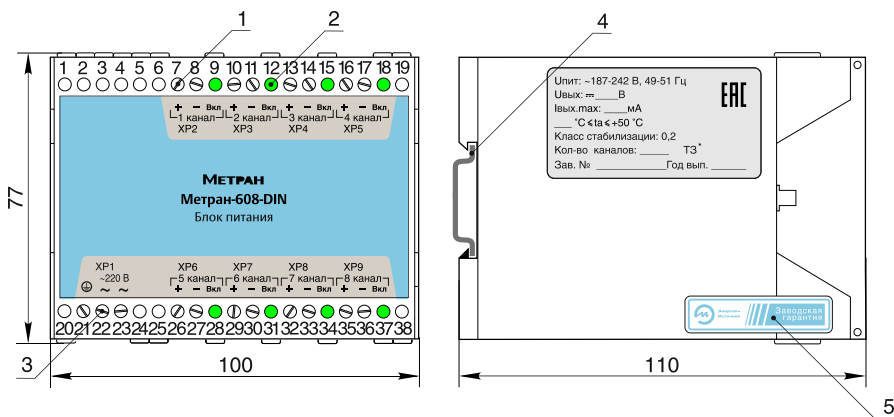 1 2 4
1 2 3 4 5 6 7 8 9 10 11 12 13 14 15 16 17 18 19
+ − Вкл + − Вкл + − Вкл + − Вкл
1 канал 2 канал 3 канал 4 канал
XP2 XP3 XP4 XP5
МЕТРАН
Метран-608-DIN
Блок питания
XP1 XP6 XP7 XP8 XP9
~220 В 5 канал 6 канал 7 канал 8 канал
~ ~ + − Вкл + − Вкл + − Вкл + − Вкл
20 21 22 23 24 25 26 27 28 29 30 31 32 33 34 35 36 37 38
3
77
100
Uпит: ~187-242 В, 49-51 Гц
Uвых: ⎓____В
Iвых.max: ____мА
___ °C ≤ta≤+50 °C
Класс стабилизации: 0,2
Кол-во каналов: _____ ТЗ*
Зав. № ___________Год вып. ______
ЕАС
Энергия-
Источник
Заводская
гарантия
110
5